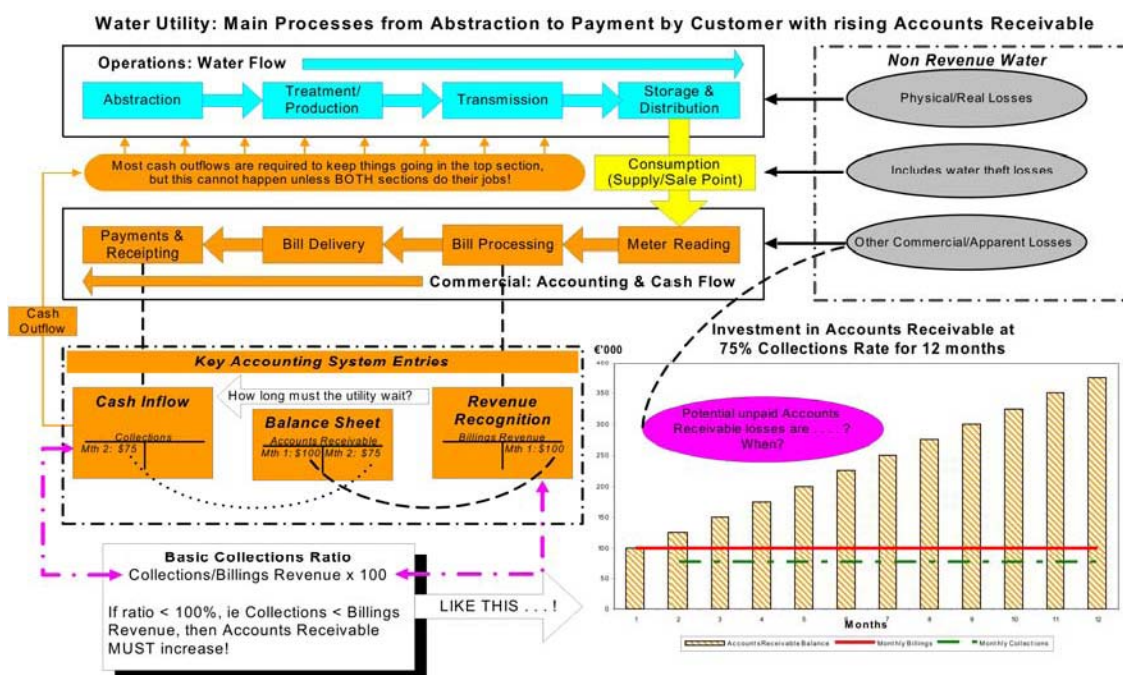 Water Utility: Main Processes from Abstraction to Payment by Customer with rising Accounts Receivable
Operations: Water Flow
Abstraction
Treatment/
Production
Transmission
Storage &
Distribution
Non Revenue Water
Physical/Real Losses
Includes water theft losses
Other Commercial/Apparent Losses
Most cash outflows are required to keep things going in the top section,
but this cannot happen unless BOTH sections do their jobs!
Consumption
(Supply/Sale Point)
Payments &
Receipting
Bill Delivery
Bill Processing
Meter Reading
Commercial: Accounting & Cash Flow
Cash
Outflow
Key Accounting System Entries
Cash Inflow
Collections
Mth 2: $75
How long must the utility wait?
Balance Sheet
Accounts Receivable
Mth 1: $100 Mth 2: $75
Revenue
Recognition
Billings Revenue
Mth 1: $100
Basic Collections Ratio
Collections/Billings Revenue x 100
If ratio < 100%, ie Collections < Billings
Revenue, then Accounts Receivable
MUST increase!
LIKE THIS . . . !
Investment in Accounts Receivable at
75% Collections Rate for 12 months
€'000
400
350
300
250
200
150
100
50
0
Potential unpaid Accounts
Receivable losses are . . . . . ?
When?
1 2 3 4 5 6 7 8 9 10 11 12
Months
Accounts Receivable Balance
Monthly Billings
Monthly Collections